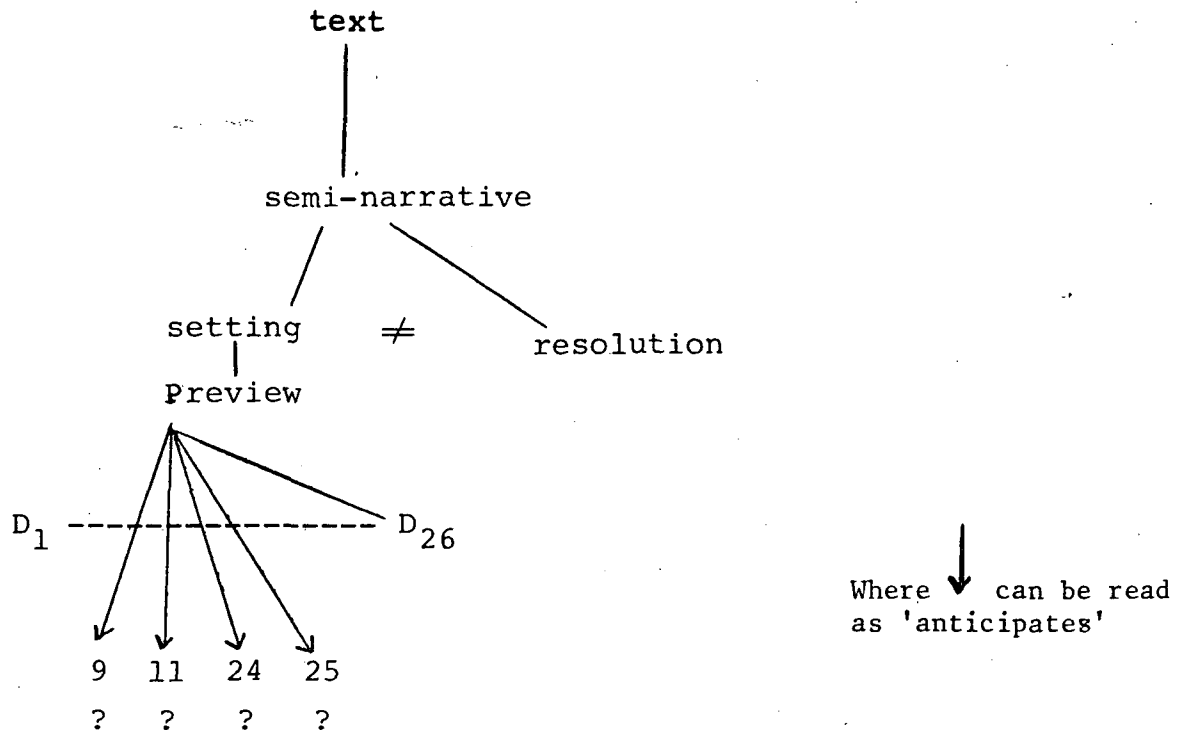 text
semi-narrative
setting ≠ resolution
Preview
D1 D26
Where ↓ can be read
as 'anticipates'
9 11 24 25
? ? ? ?